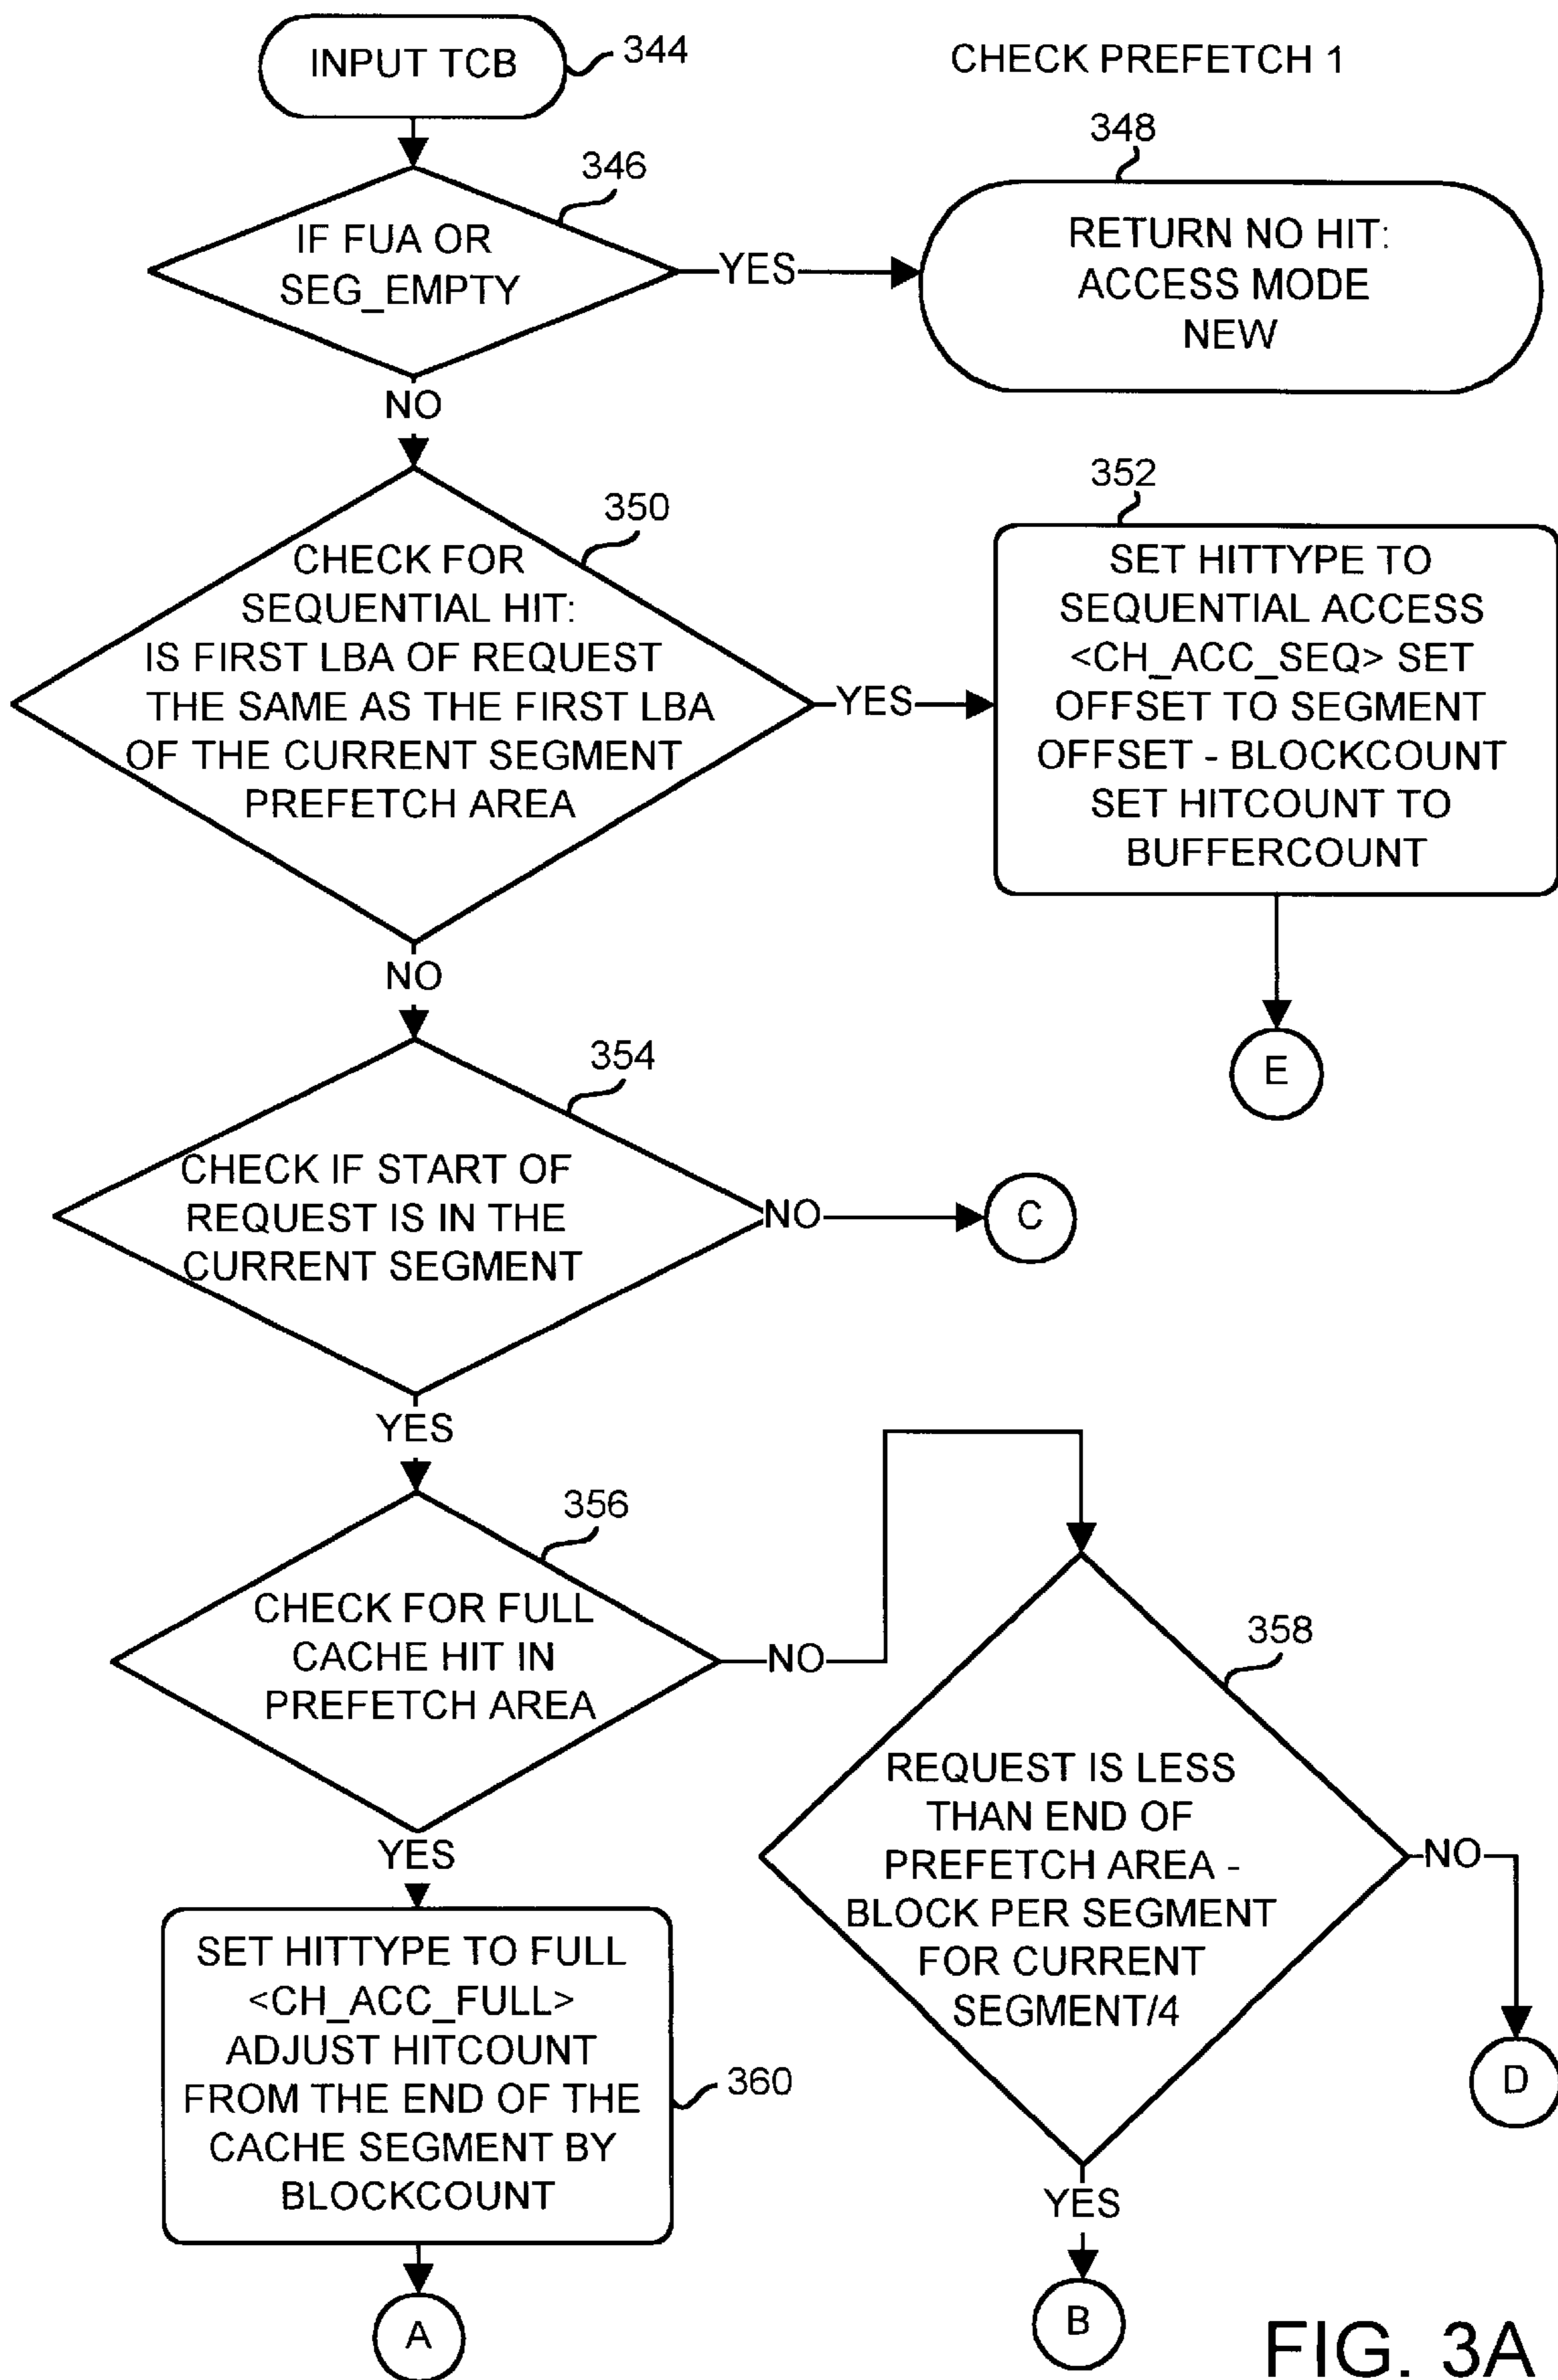 INPUT TCB
344
CHECK PREFETCH 1
346
IF FUA OR
SEG_EMPTY
YES
348
RETURN NO HIT:
ACCESS MODE
NEW
NO
350
CHECK FOR
SEQUENTIAL HIT:
IS FIRST LBA OF REQUEST
THE SAME AS THE FIRST LBA
OF THE CURRENT SEGMENT
PREFETCH AREA
YES
352
SET HITTYPE TO
SEQUENTIAL ACCESS
<CH_ACC_SEQ> SET
OFFSET TO SEGMENT
OFFSET - BLOCKCOUNT
SET HITCOUNT TO
BUFFERCOUNT
E
NO
354
CHECK IF START OF
REQUEST IS IN THE
CURRENT SEGMENT
NO
C
YES
356
CHECK FOR FULL
CACHE HIT IN
PREFETCH AREA
NO
358
REQUEST IS LESS
THAN END OF
PREFETCH AREA -
BLOCK PER SEGMENT
FOR CURRENT
SEGMENT/4
NO
D
YES
B
YES
SET HITTYPE TO FULL
<CH_ACC_FULL>
ADJUST HITCOUNT
FROM THE END OF THE
CACHE SEGMENT BY
BLOCKCOUNT
360
A
FIG. 3A